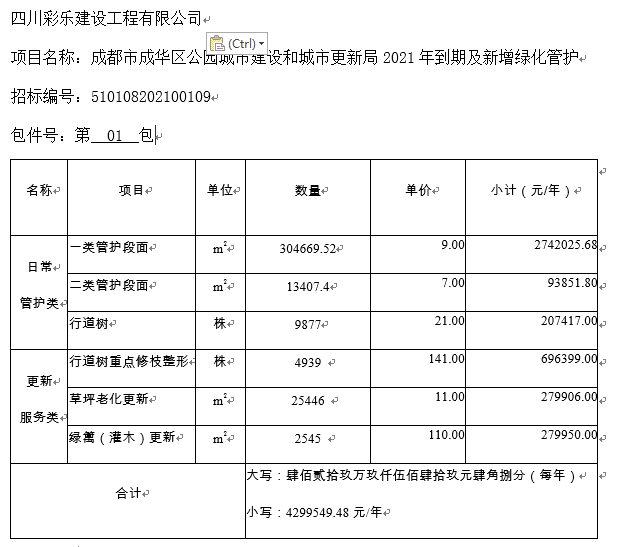 四川彩乐建设工程有限公司
(Ctrl)
项目名称：成都市成华区公园城市建设和城市更新局 2021 年到期及新增绿化管护
招标编号：510108202100109
包件号：第 01 包
名称 项目 单位 数量 单价 小计（元/年）
日常管护类 一类管护段面 m² 304669.52 9.00 2742025.68
二类管护段面 m² 13407.4 7.00 93851.80
行道树 株 9877 21.00 207417.00
更新服务类 行道树重点修枝整形 株 4939 141.00 696399.00
草坪老化更新 m² 25446 11.00 279906.00
绿篱（灌木）更新 m² 2545 110.00 279950.00
合计 大写：肆佰贰拾玖万玖仟伍佰肆拾玖元肆角捌分（每年）
小写：4299549.48 元/年